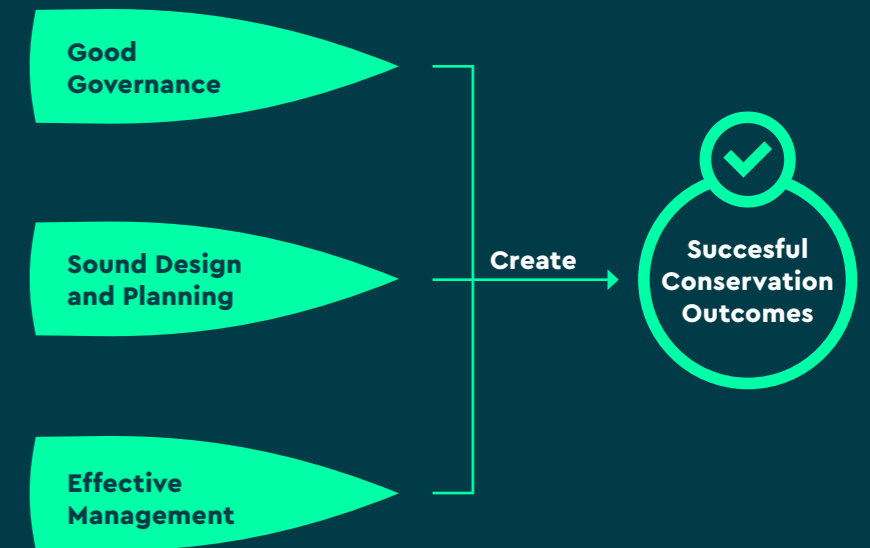 Good
Governance
Sound Design
and Planning
Effective
Management
Create
Succesful
Conservation
Outcomes